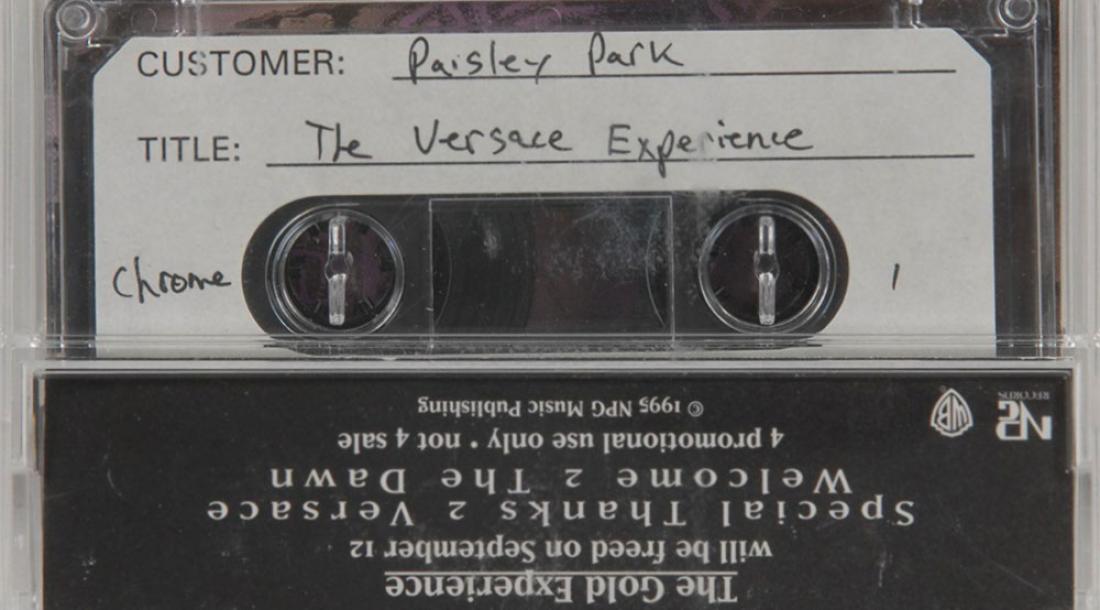 CUSTOMER: Paisley Park
TITLE: The Versace Experience
Chrome 1
The Gold Experience
will be freed on September 12
Special Thanks 2 Versace
Welcome 2 The Dawn
4 promotional use only • not 4 sale
© 1995 NPG Music Publishing
NPG
RECORDS
WB